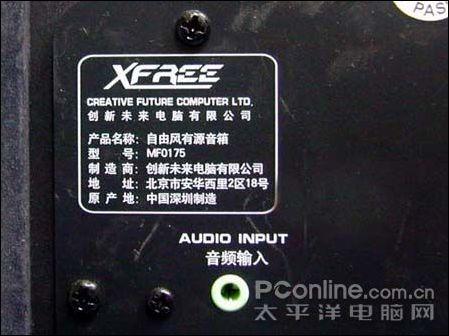 PAS
XFREE
CREATIVE FUTURE COMPUTER LTD.
创新未来电脑有限公司
产品名称: 自由风有源音箱
型 号: MF0175
制 造 商: 创新未来电脑有限公司
地 址: 北京市安华西里2区18号
原 产 地: 中国深圳制造
AUDIO INPUT
音频输入
PConline.com.cn
太平洋电脑网